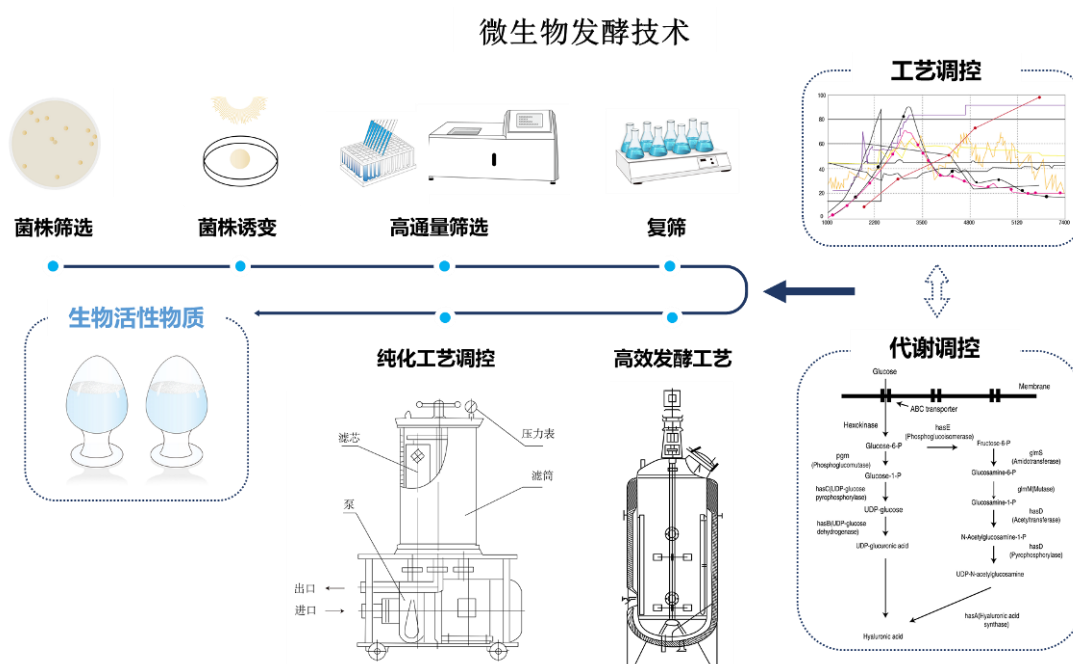 微生物发酵技术
菌株筛选
菌株诱变
高通量筛选
复筛
工艺调控
100
80
60
40
20
0
1000
2200
3500
4800
5120
7400
生物活性物质
纯化工艺调控
高效发酵工艺
滤芯
压力表
滤筒
泵
出口
进口
代谢调控
Glucose
Membrane
ABC transporter
Hexokinase
hasE
(Phosphoglucoisomerase)
Glucose-6-P
Fructose-6-P
pgm
(Phosphoglucomutase)
glmS
(Amidotransferase)
Glucose-1-P
Glucosamine-6-P
hasC(UDP-glucose
pyrophosphorylase)
glmM(Mutase)
UDP-glucose
Glucosamine-1-P
hasB(UDP-glucose
dehydrogenase)
hasD
(Acetyltransferase)
UDP-glucuronic acid
N-Acetylglucosamine-1-P
hasD
(Pyrophosphorylase)
UDP-N-acetylglucosamine
hasA(Hyaluronic acid
synthase)
Hyaluronic acid